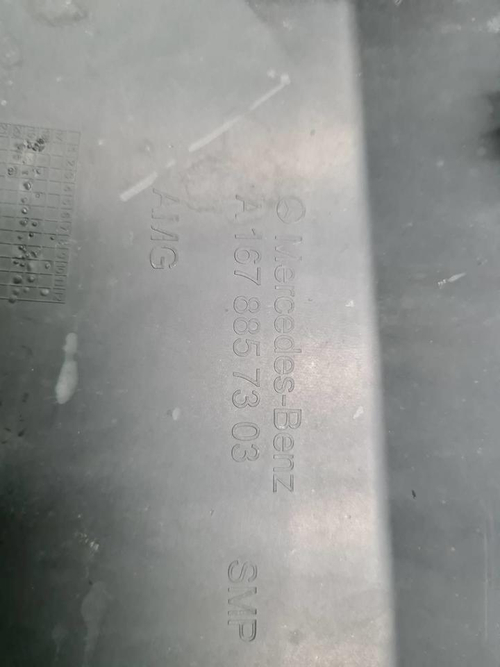 Mercedes-Benz
A 167 885 73 03 SMP
AMG